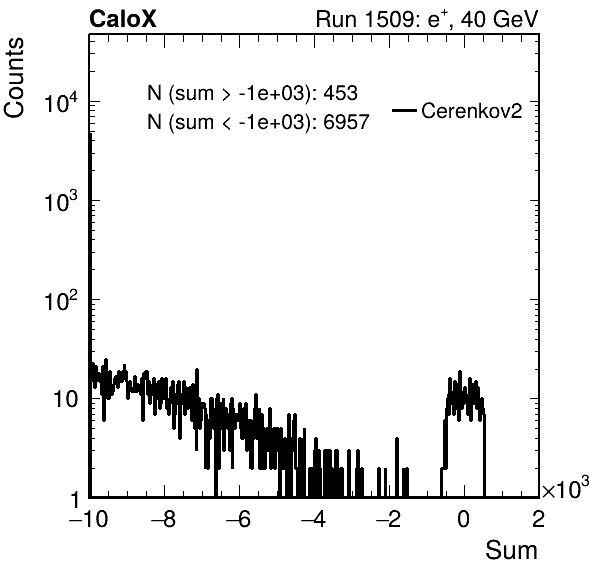 CaloX Run 1509: e⁺, 40 GeV
Counts
N (sum > -1e+03): 453
N (sum < -1e+03): 6957
Cerenkov2
10⁴
10³
10²
10
1
−10 −8 −6 −4 −2 0 2
×10³
Sum